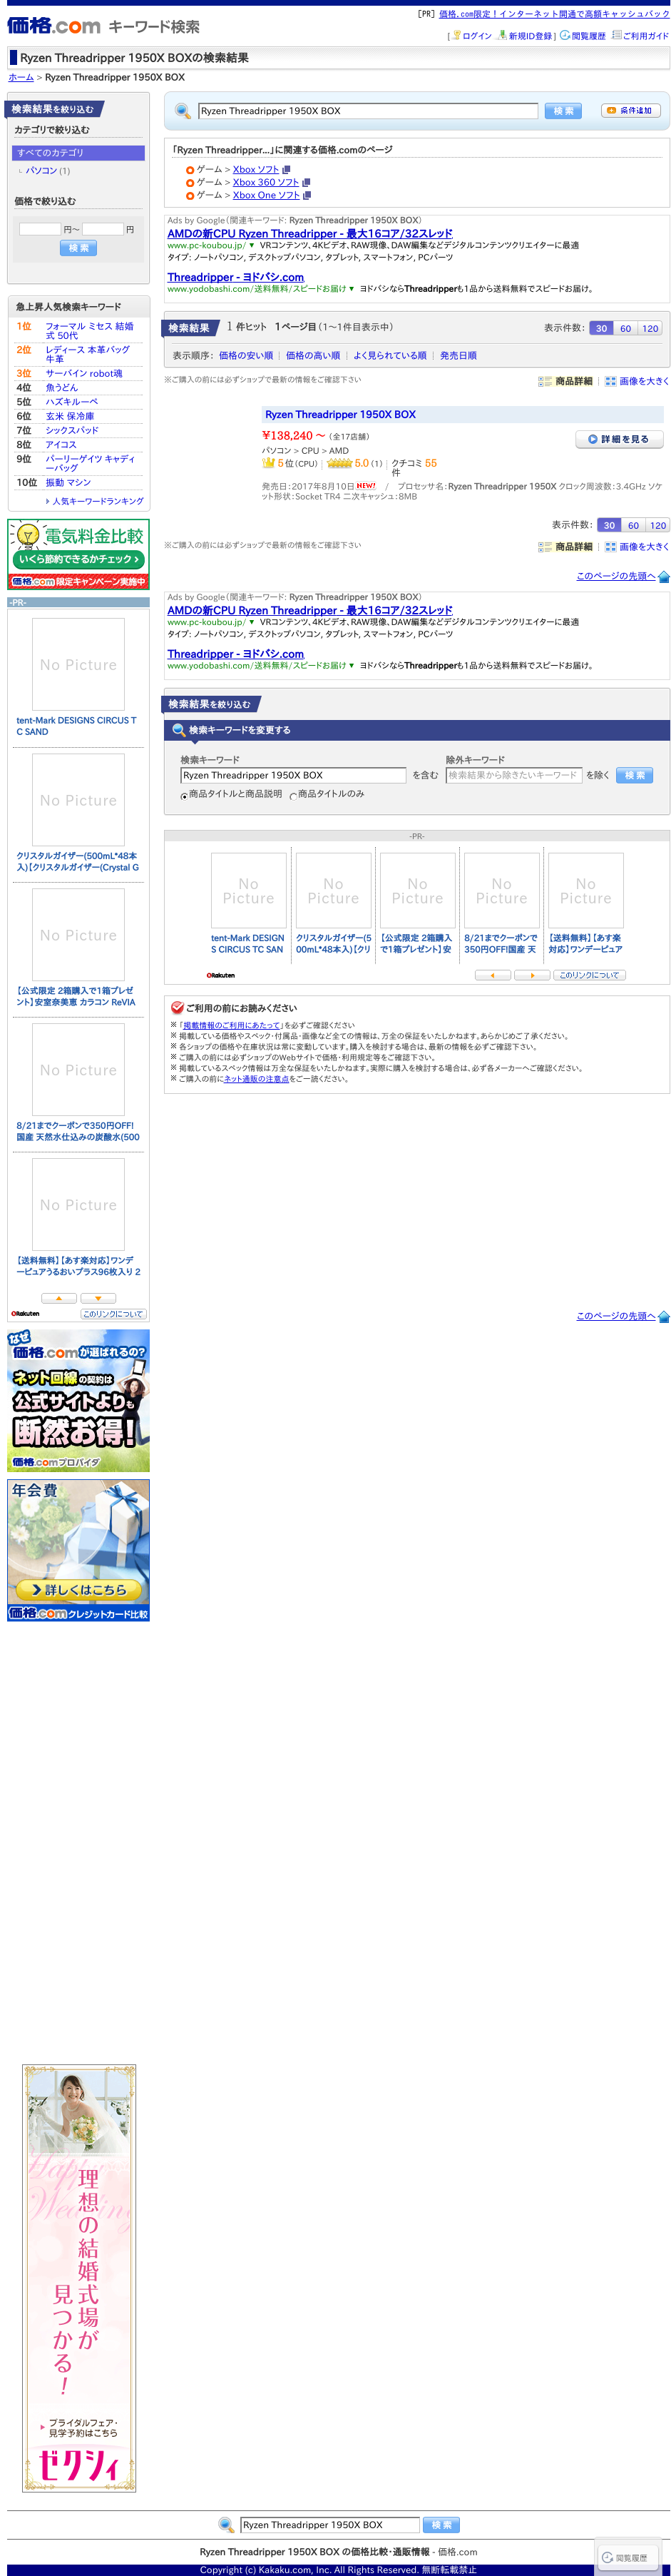 [PR] 価格.com限定！インターネット開通で高額キャッシュバック
価格.com キーワード検索
[ ログイン 新規ID登録 ] 閲覧履歴 ご利用ガイド
Ryzen Threadripper 1950X BOXの検索結果
ホーム > Ryzen Threadripper 1950X BOX
検索結果を絞り込む
カテゴリで絞り込む
すべてのカテゴリ
パソコン (1)
価格で絞り込む
円～ 円
検索
急上昇人気検索キーワード
1位 フォーマル ミセス 結婚式 50代
2位 レディース 本革バッグ 牛革
3位 サーバイン robot魂
4位 魚うどん
5位 ハズキルーペ
6位 玄米 保冷庫
7位 シックスパッド
8位 アイコス
9位 バーリーゲイツ キャディーバッグ
10位 振動 マシン
人気キーワードランキング
電気料金比較
いくら節約できるかチェック
価格.com限定キャンペーン実施中
-PR-
No Picture
tent-Mark DESIGNS CIRCUS TC SAND
No Picture
クリスタルガイザー(500mL*48本入)【クリスタルガイザー(Crystal G
No Picture
【公式限定 2箱購入で1箱プレゼント】安室奈美恵 カラコン ReVIA
No Picture
8/21までクーポンで350円OFF!国産 天然水仕込みの炭酸水(500
No Picture
【送料無料】【あす楽対応】ワンデーピュアうるおいプラス96枚入り 2
Rakuten このリンクについて
なぜ価格.comが選ばれるの？
ネット回線の契約は
公式サイトよりも
断然お得！
価格.comプロバイダ
年会費
詳しくはこちら
価格.comクレジットカード比較
Happy Wedding
理想の結婚式場が
見つかる！
ブライダルフェア・
見学予約はこちら
ゼクシィ
Ryzen Threadripper 1950X BOX 検索 条件追加
「Ryzen Threadripper...」に関連する価格.comのページ
ゲーム > Xbox ソフト
ゲーム > Xbox 360 ソフト
ゲーム > Xbox One ソフト
Ads by Google（関連キーワード: Ryzen Threadripper 1950X BOX）
AMDの新CPU Ryzen Threadripper - 最大16コア/32スレッド
www.pc-koubou.jp/▼ VRコンテンツ、4Kビデオ、RAW現像、DAW編集などデジタルコンテンツクリエイターに最適
タイプ: ノートパソコン, デスクトップパソコン, タブレット, スマートフォン, PCパーツ
Threadripper - ヨドバシ.com
www.yodobashi.com/送料無料/スピードお届け▼ ヨドバシならThreadripperも1品から送料無料でスピードお届け。
検索結果 1 件ヒット 1ページ目（1～1件目表示中） 表示件数： 30 60 120
表示順序： 価格の安い順 | 価格の高い順 | よく見られている順 | 発売日順
※ご購入の前には必ずショップで最新の情報をご確認下さい 商品詳細 | 画像を大きく
Ryzen Threadripper 1950X BOX
¥138,240 ～ （全17店舗） 詳細を見る
パソコン > CPU > AMD
5位（CPU） 5.0（1） クチコミ 55件
発売日：2017年8月10日 NEW! / プロセッサ名：Ryzen Threadripper 1950X クロック周波数：3.4GHz ソケット形状：Socket TR4 二次キャッシュ：8MB
表示件数： 30 60 120
※ご購入の前には必ずショップで最新の情報をご確認下さい 商品詳細 | 画像を大きく
このページの先頭へ
Ads by Google（関連キーワード: Ryzen Threadripper 1950X BOX）
AMDの新CPU Ryzen Threadripper - 最大16コア/32スレッド
www.pc-koubou.jp/▼ VRコンテンツ、4Kビデオ、RAW現像、DAW編集などデジタルコンテンツクリエイターに最適
タイプ: ノートパソコン, デスクトップパソコン, タブレット, スマートフォン, PCパーツ
Threadripper - ヨドバシ.com
www.yodobashi.com/送料無料/スピードお届け▼ ヨドバシならThreadripperも1品から送料無料でスピードお届け。
検索結果を絞り込む
検索キーワードを変更する
検索キーワード 除外キーワード
Ryzen Threadripper 1950X BOX を含む 検索結果から除きたいキーワード を除く 検索
商品タイトルと商品説明 商品タイトルのみ
-PR-
No Picture No Picture No Picture No Picture No Picture
tent-Mark DESIGNS CIRCUS TC SAN
クリスタルガイザー(500mL*48本入)【クリ
【公式限定 2箱購入で1箱プレゼント】安
8/21までクーポンで350円OFF!国産 天
【送料無料】【あす楽対応】ワンデーピュア
Rakuten このリンクについて
ご利用の前にお読みください
※ 「掲載情報のご利用にあたって」を必ずご確認ください
※ 掲載している価格やスペック・付属品・画像など全ての情報は、万全の保証をいたしかねます。あらかじめご了承ください。
※ 各ショップの価格や在庫状況は常に変動しています。購入を検討する場合は、最新の情報を必ずご確認下さい。
※ ご購入の前には必ずショップのWebサイトで価格・利用規定等をご確認下さい。
※ 掲載しているスペック情報は万全な保証をいたしかねます。実際に購入を検討する場合は、必ず各メーカーへご確認ください。
※ ご購入の前にネット通販の注意点をご一読ください。
このページの先頭へ
Ryzen Threadripper 1950X BOX 検索
Ryzen Threadripper 1950X BOX の価格比較・通販情報 - 価格.com
閲覧履歴
Copyright (c) Kakaku.com, Inc. All Rights Reserved. 無断転載禁止